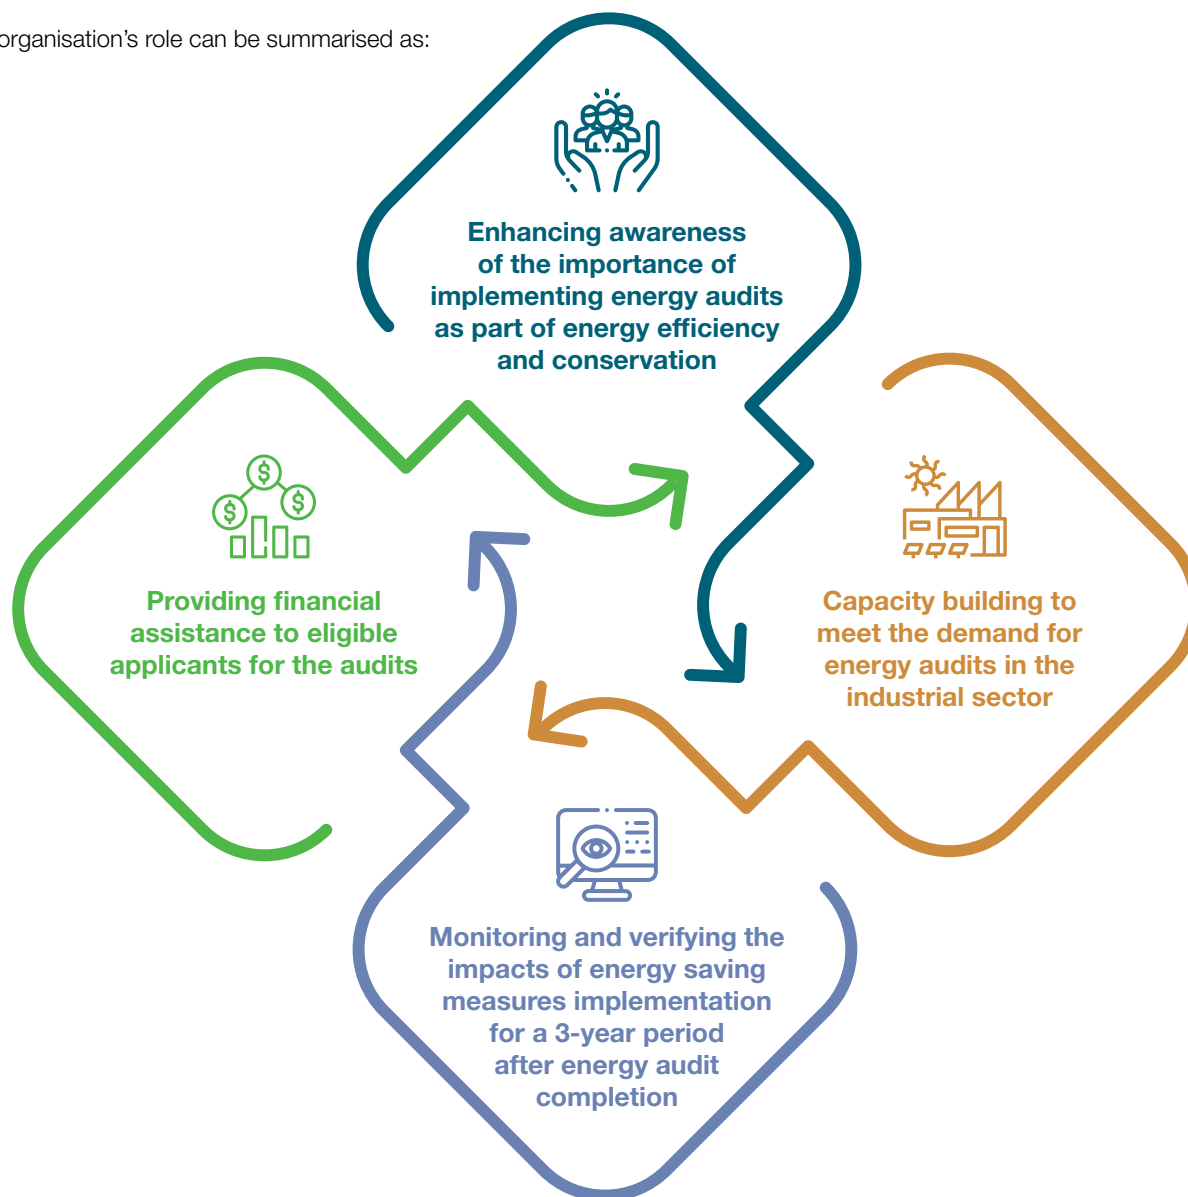 organisation’s role can be summarised as:
Enhancing awareness
of the importance of
implementing energy audits
as part of energy efficiency
and conservation
$
$
$
Providing financial
assistance to eligible
applicants for the audits
Capacity building to
meet the demand for
energy audits in the
industrial sector
Monitoring and verifying the
impacts of energy saving
measures implementation
for a 3-year period
after energy audit
completion